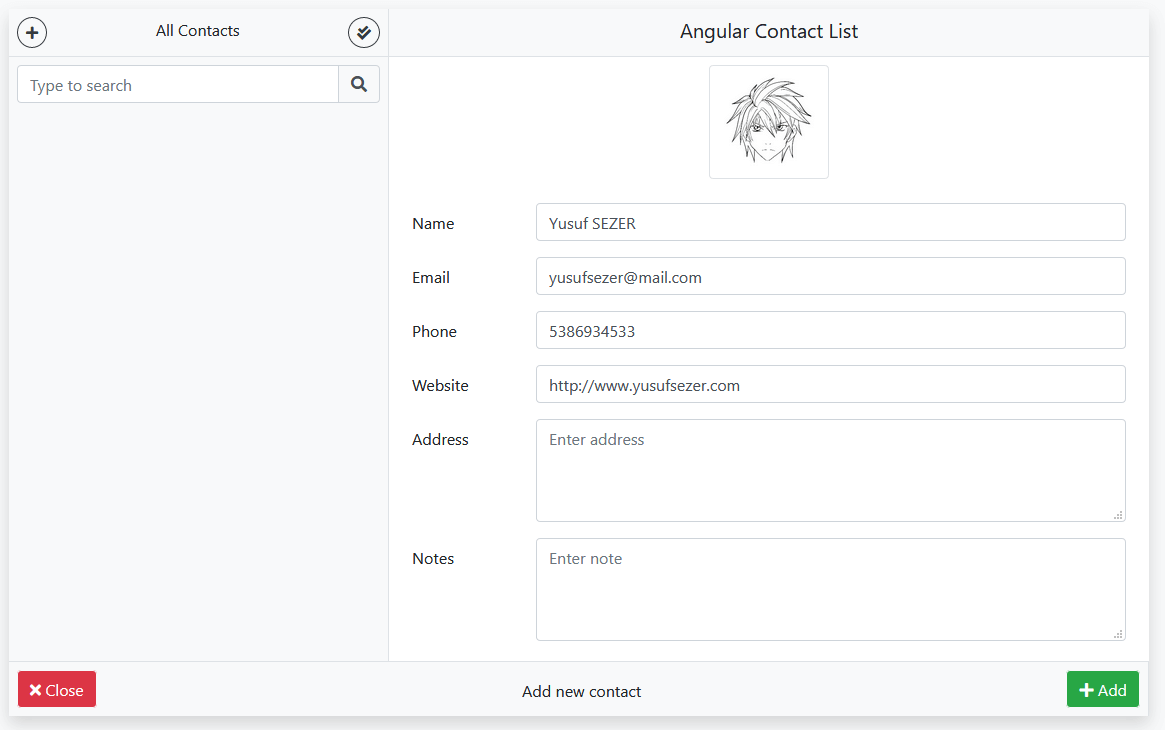 All Contacts
Angular Contact List
Type to search
Name
Yusuf SEZER
Email
yusufsezer@mail.com
Phone
5386934533
Website
http://www.yusufsezer.com
Address
Enter address
Notes
Enter note
Close
Add new contact
Add